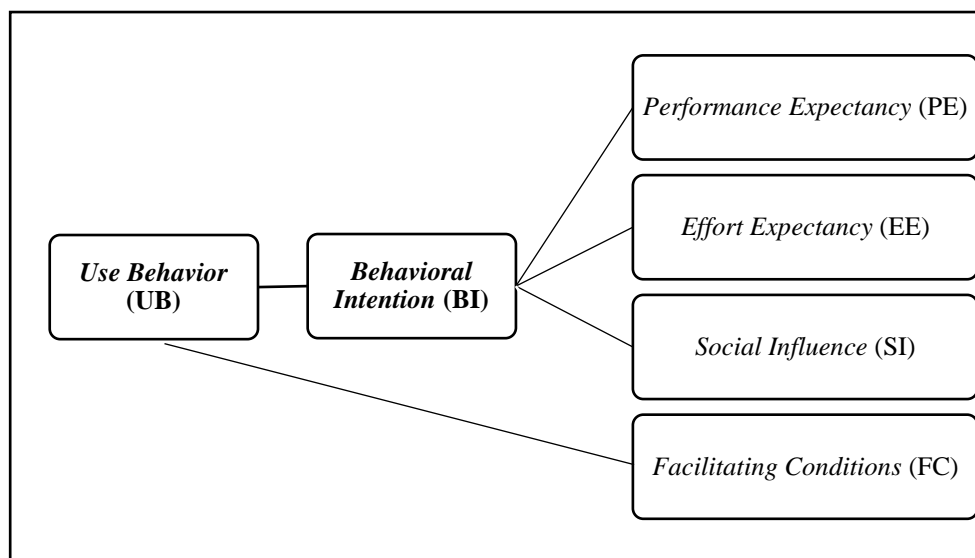 Performance Expectancy (PE)
Effort Expectancy (EE)
Use Behavior
(UB)
Behavioral
Intention (BI)
Social Influence (SI)
Facilitating Conditions (FC)